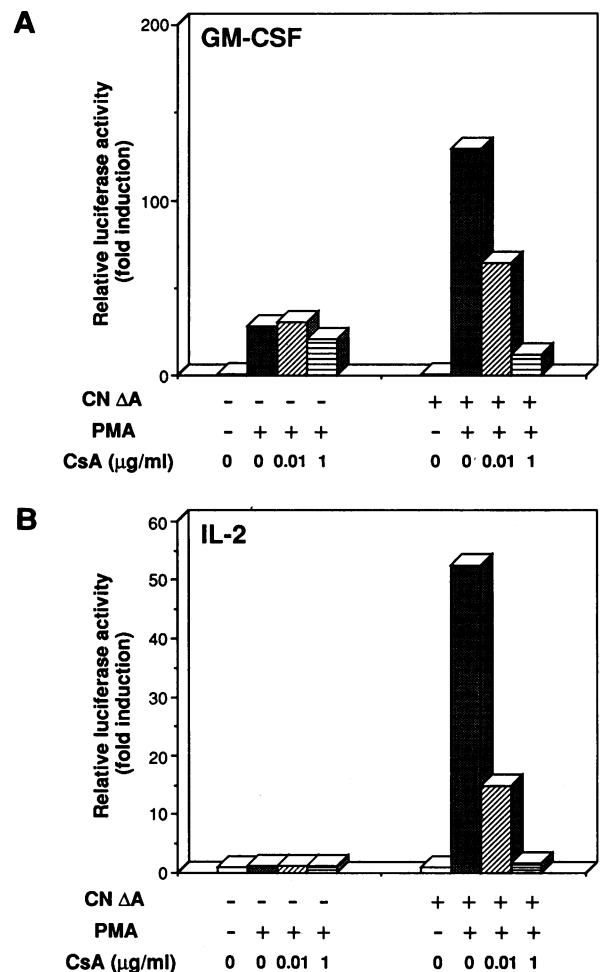 A
GM-CSF
Relative luciferase activity
(fold induction)
200
100
0
CN ΔA - - - - + + + +
PMA - + + + - + + +
CsA (μg/ml) 0 0 0.01 1 0 0 0.01 1
B
IL-2
Relative luciferase activity
(fold induction)
60
50
40
30
20
10
0
CN ΔA - - - - + + + +
PMA - + + + - + + +
CsA (μg/ml) 0 0 0.01 1 0 0 0.01 1